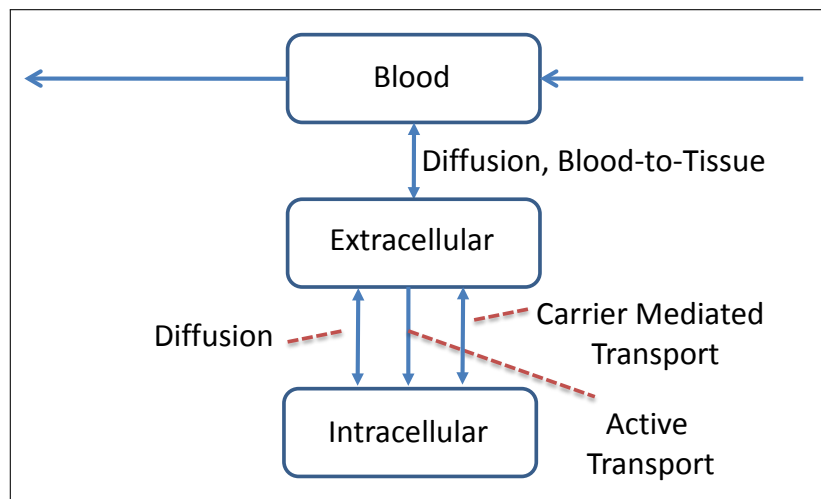 Blood
Diffusion, Blood-to-Tissue
Extracellular
Diffusion
Carrier Mediated
Transport
Intracellular
Active
Transport